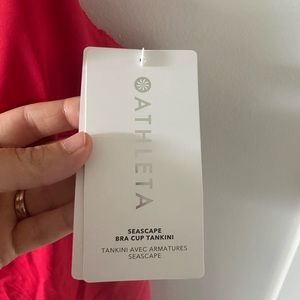 ATHLETA
SEASCAPE
BRA CUP TANKINI
TANKINI AVEC ARMATURES
SEASCAPE